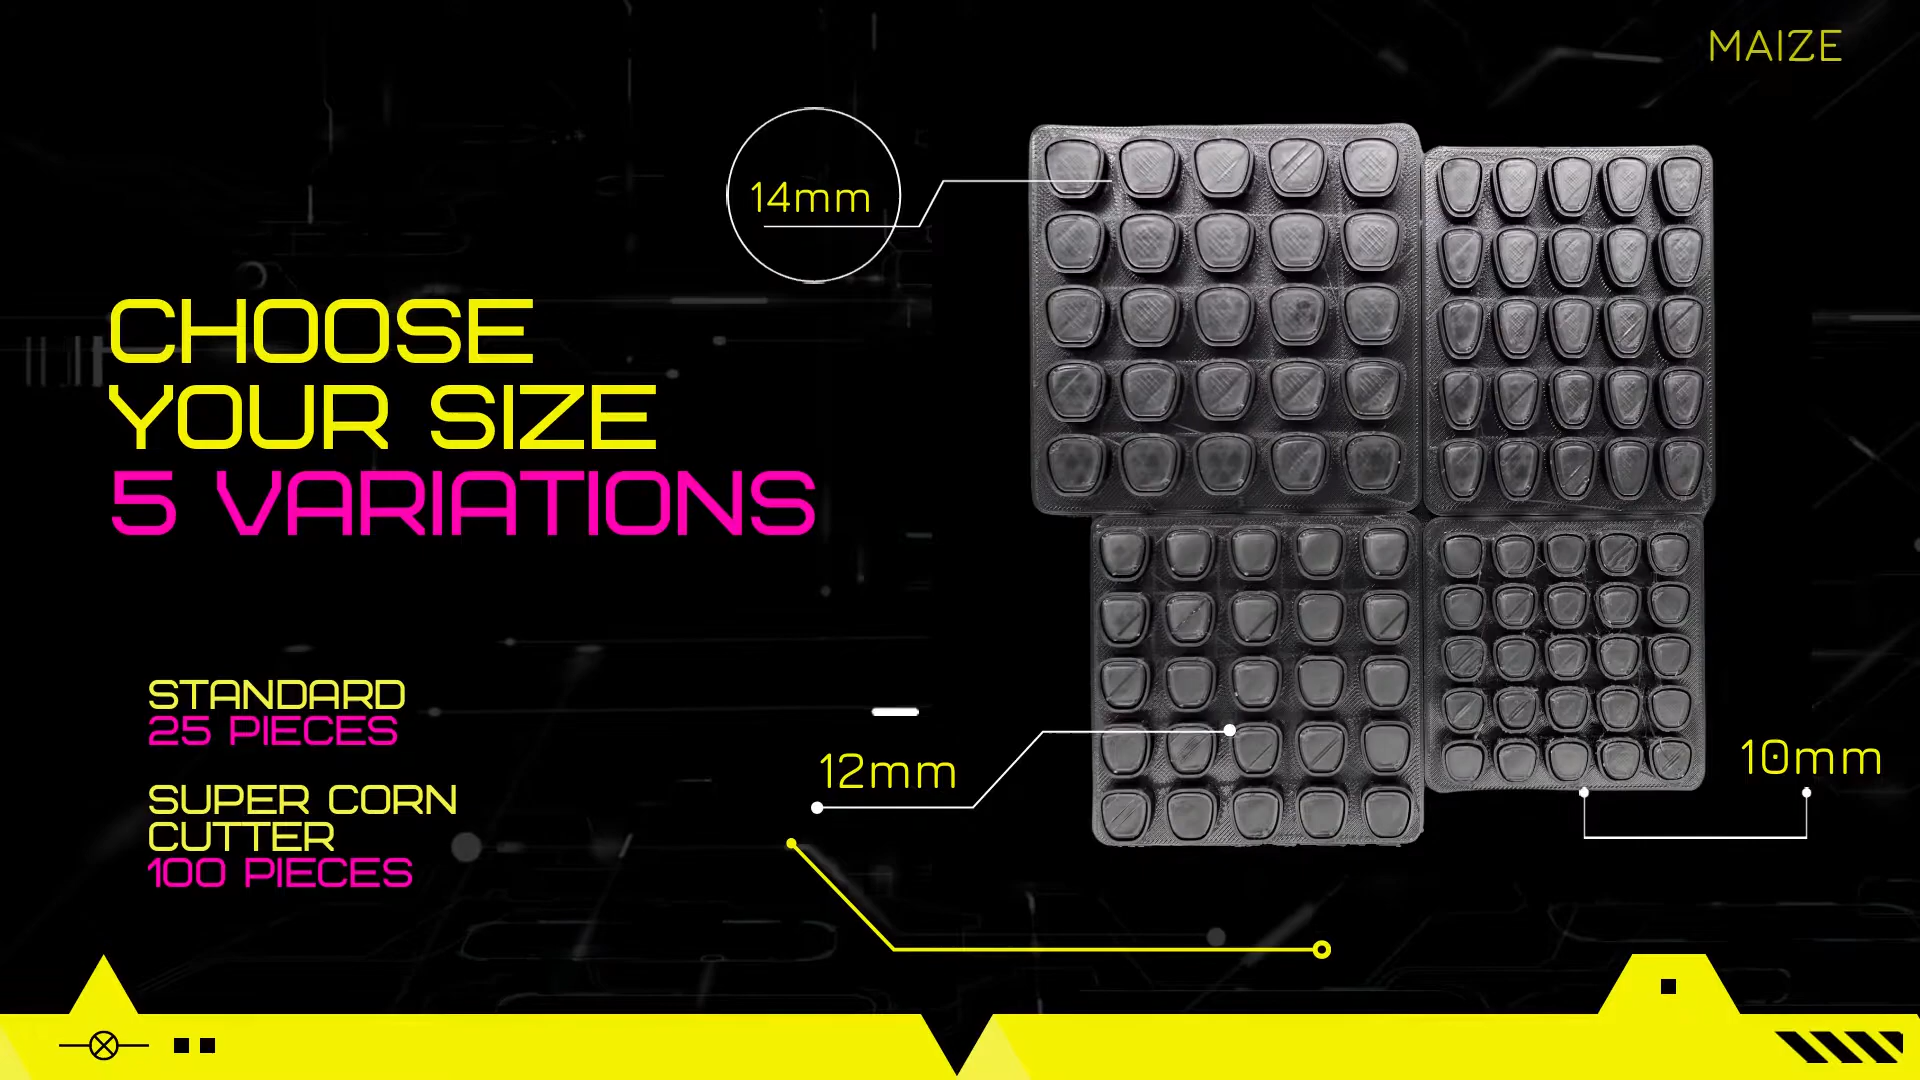 MAIZE
14mm
CHOOSE
YOUR SIZE
5 VARIATIONS
STANDARD
25 PIECES
SUPER CORN
CUTTER
100 PIECES
12mm
10mm